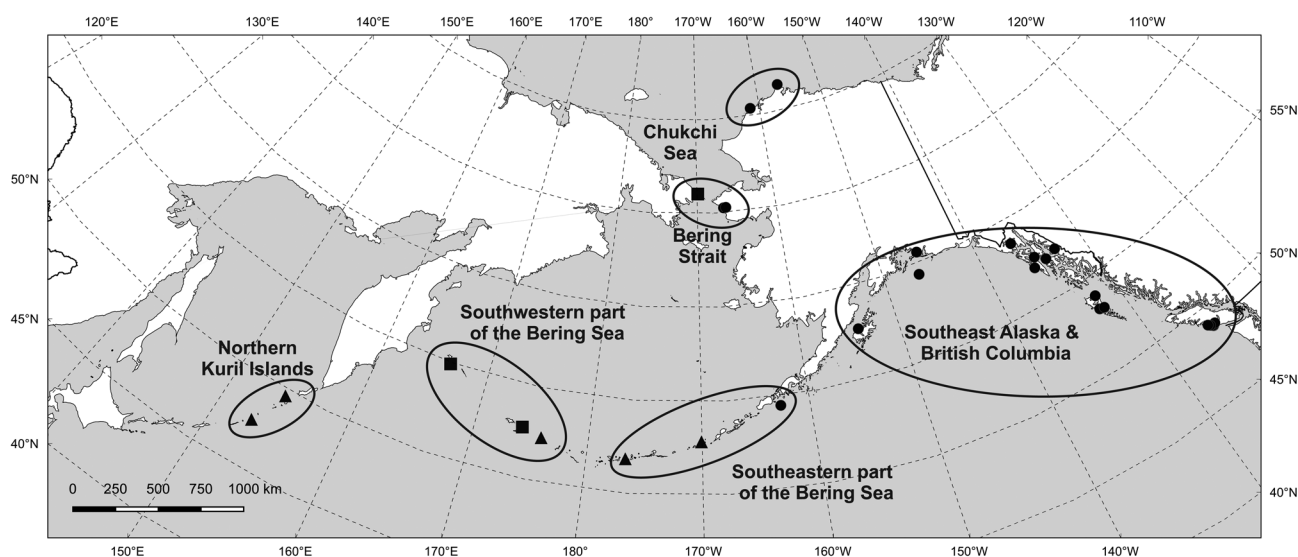 120°E 130°E 140°E 150°E 160°E 170°E 170°W 160°W 150°W 140°W 130°W 120°W 110°W
55°N
Chukchi
Sea
50°N
Bering
Strait
50°N
Southwestern part
of the Bering Sea
45°N
Southeast Alaska &
British Columbia
Northern
Kuril Islands
45°N
40°N
Southeastern part
of the Bering Sea
0 250 500 750 1000 km
40°N
150°E 160°E 170°E 180° 170°W 160°W 150°W 140°W